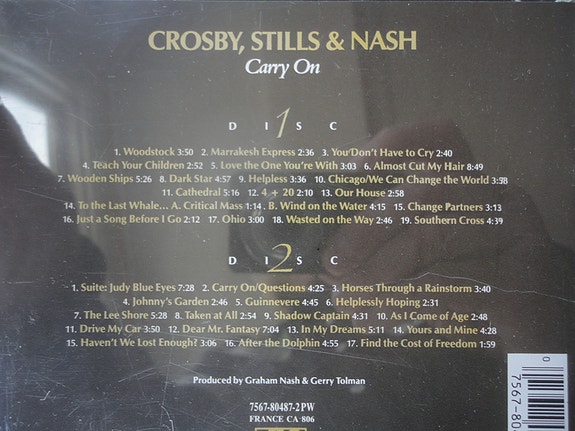 CROSBY, STILLS & NASH
Carry On
DISC 1
1. Woodstock 3:50 2. Marrakesh Express 2:36 3. You Don't Have to Cry 2:40
4. Teach Your Children 2:52 5. Love the One You're With 3:03 6. Almost Cut My Hair 8:49
7. Wooden Ships 5:26 8. Dark Star 4:57 9. Helpless 3:36 10. Chicago/We Can Change the World 3:58
11. Cathedral 5:16 12. 4 + 20 2:10 13. Our House 2:58
14. To the Last Whale... A. Critical Mass 1:14 . B. Wind on the Water 4:15 15. Change Partners 3:13
16. Just a Song Before I Go 2:12 17. Ohio 3:00 18. Wasted on the Way 2:46 19. Southern Cross 4:39
DISC 2
1. Suite: Judy Blue Eyes 7:28 2. Carry On/Questions 4:25 3. Horses Through a Rainstorm 3:40
4. Johnny's Garden 2:46 5. Guinnevere 4:45 6. Helplessly Hoping 2:31
7. The Lee Shore 5:28 8. Taken at All 2:54 9. Shadow Captain 4:31 10. As I Come of Age 2:48
11. Drive My Car 3:50 12. Dear Mr. Fantasy 7:04 13. In My Dreams 5:11 14. Yours and Mine 4:28
15. Haven't We Lost Enough? 3:06 16. After the Dolphin 4:55 17. Find the Cost of Freedom 1:59
Produced by Graham Nash & Gerry Tolman
7567-80487-2 PW
FRANCE CA 806
0
7567-80